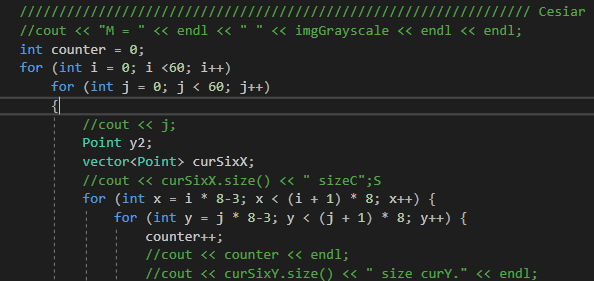 ///////////////////////////////////////////////////////////////// Cesiar
//cout << "M = " << endl << " " << imgGrayscale << endl << endl;
int counter = 0;
for (int i = 0; i <60; i++)
for (int j = 0; j < 60; j++)
{
//cout << j;
Point y2;
vector<Point> curSixX;
//cout << curSixX.size() << " sizeC";S
for (int x = i * 8-3; x < (i + 1) * 8; x++) {
for (int y = j * 8-3; y < (j + 1) * 8; y++) {
counter++;
//cout << counter << endl;
//cout << curSixY.size() << " size curY." << endl;